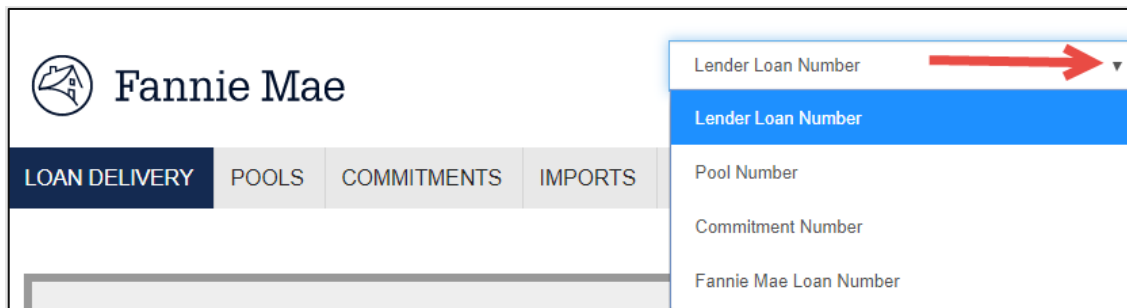 Fannie Mae
Lender Loan Number
Lender Loan Number
Pool Number
Commitment Number
Fannie Mae Loan Number
LOAN DELIVERY POOLS COMMITMENTS IMPORTS